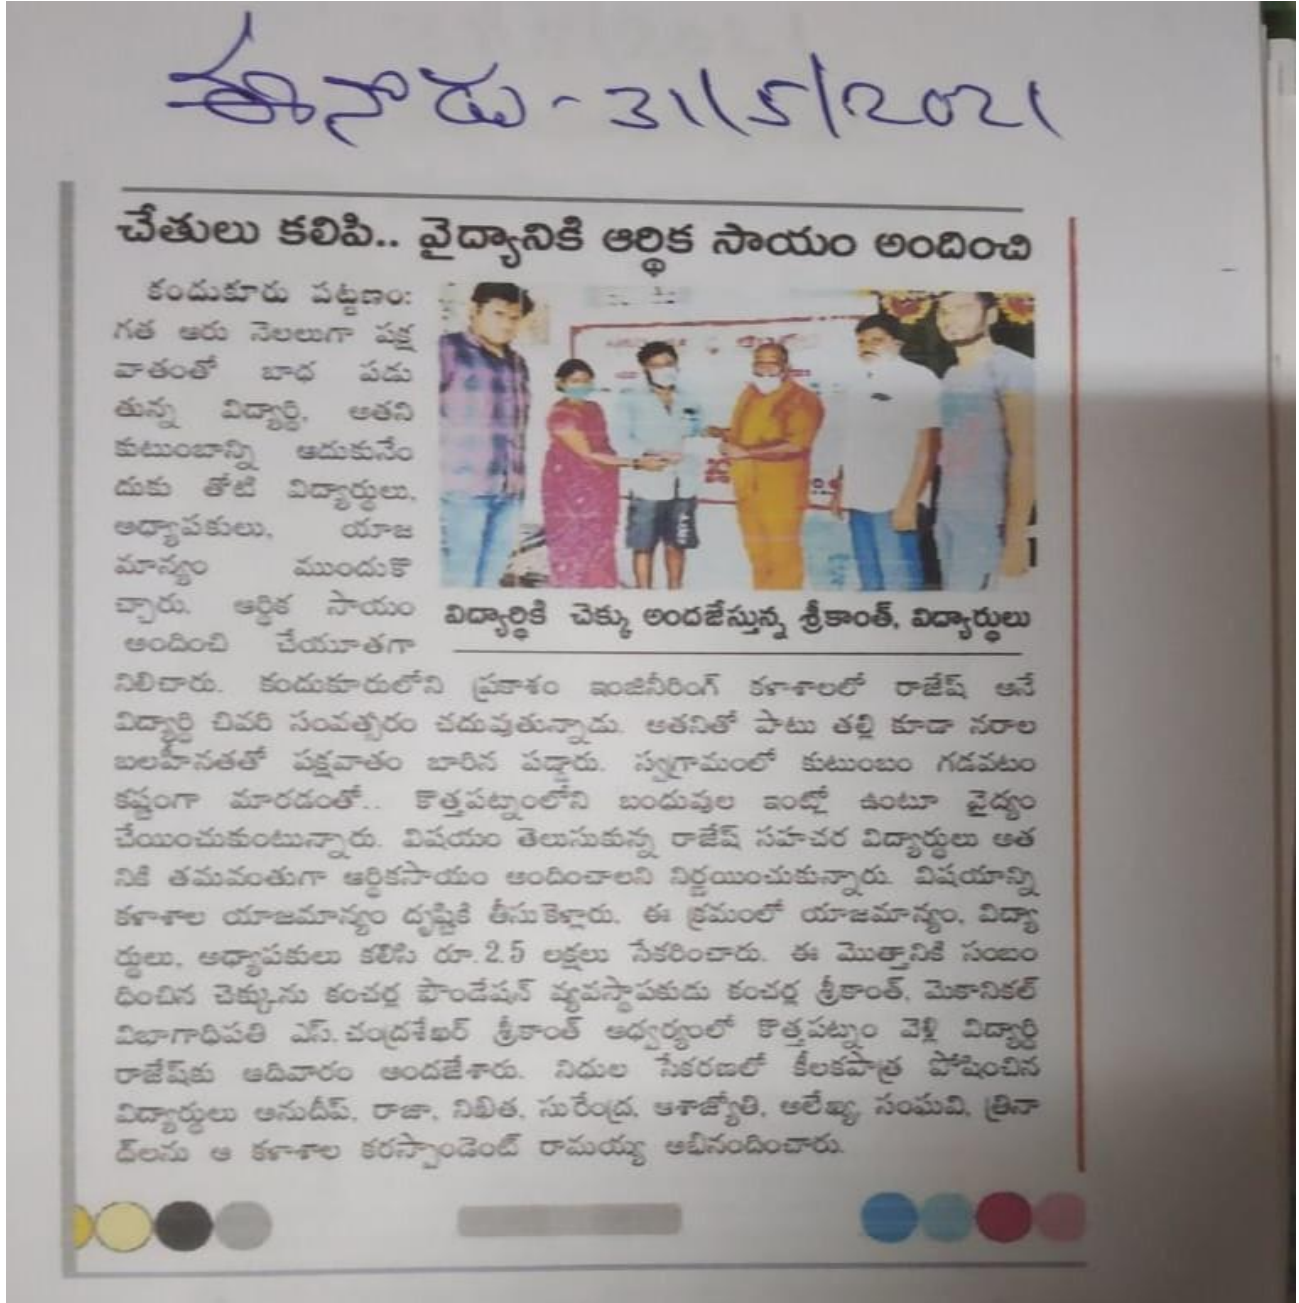 ఈనాడు - 31/5/2021
చేతులు కలిపి.. వైద్యానికి ఆర్థిక సాయం అందించి
కందుకూరు పట్టణం:
గత ఆరు నెలలుగా పక్ష
వాతంతో బాధ పడు
తున్న విద్యార్థి, అతని
కుటుంబాన్ని ఆదుకునేం
దుకు తోటి విద్యార్థులు,
అధ్యాపకులు, యాజ
మాన్యం ముందుకొ
చ్చారు. ఆర్థిక సాయం
అందించి చేయూతగా
విద్యార్థికి చెక్కు అందజేస్తున్న శ్రీకాంత్, విద్యార్థులు
నిలిచారు. కందుకూరులోని ప్రకాశం ఇంజినీరింగ్ కళాశాలలో రాజేష్ అనే
విద్యార్థి చివరి సంవత్సరం చదువుతున్నాడు. అతనితో పాటు తల్లి కూడా నరాల
బలహీనతతో పక్షవాతం బారిన పడ్డారు. స్వగ్రామంలో కుటుంబం గడవటం
కష్టంగా మారడంతో.. కొత్తపట్నంలోని బంధువుల ఇంట్లో ఉంటూ వైద్యం
చేయించుకుంటున్నారు. విషయం తెలుసుకున్న రాజేష్ సహచర విద్యార్థులు అత
నికి తమవంతుగా ఆర్థికసాయం అందించాలని నిర్ణయించుకున్నారు. విషయాన్ని
కళాశాల యాజమాన్యం దృష్టికి తీసుకెళ్లారు. ఈ క్రమంలో యాజమాన్యం, విద్యా
ర్థులు, అధ్యాపకులు కలిసి రూ.2.5 లక్షలు సేకరించారు. ఈ మొత్తానికి సంబం
ధించిన చెక్కును కంచర్ల ఫౌండేషన్ వ్యవస్థాపకుడు కంచర్ల శ్రీకాంత్, మెకానికల్
విభాగాధిపతి ఎస్.చంద్రశేఖర్ శ్రీకాంత్ ఆధ్వర్యంలో కొత్తపట్నం వెళ్లి విద్యార్థి
రాజేష్‌కు ఆదివారం అందజేశారు. నిధుల సేకరణలో కీలకపాత్ర పోషించిన
విద్యార్థులు అనుదీప్, రాజా, నిఖిత, సురేంద్ర, ఆశాజ్యోతి, అలేఖ్య, సంఘవి, త్రినా
ధ్‌లను ఆ కళాశాల కరస్పాండెంట్ రామయ్య అభినందించారు.